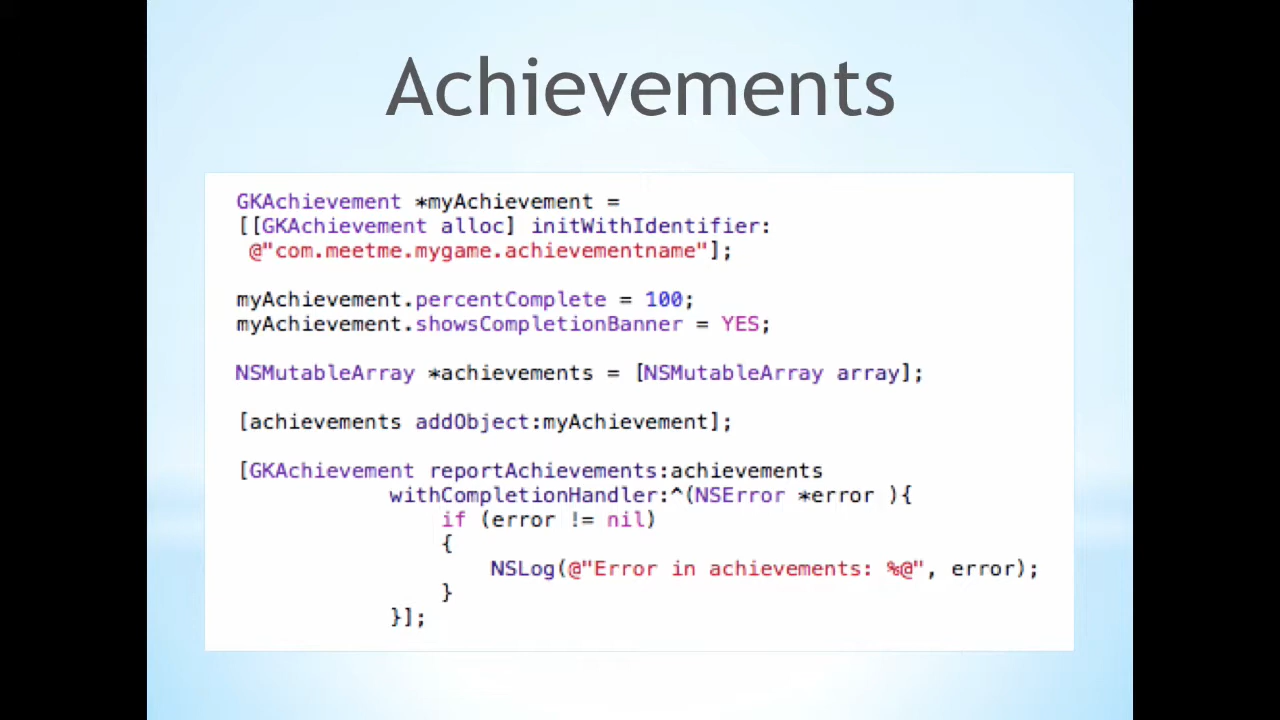 Achievements
GKAchievement *myAchievement =
[[GKAchievement alloc] initWithIdentifier:
@"com.meetme.mygame.achievementname"];
myAchievement.percentComplete = 100;
myAchievement.showsCompletionBanner = YES;
NSMutableArray *achievements = [NSMutableArray array];
[achievements addObject:myAchievement];
[GKAchievement reportAchievements:achievements
withCompletionHandler:^(NSError *error ){
if (error != nil)
{
NSLog(@"Error in achievements: %@", error);
}
}];